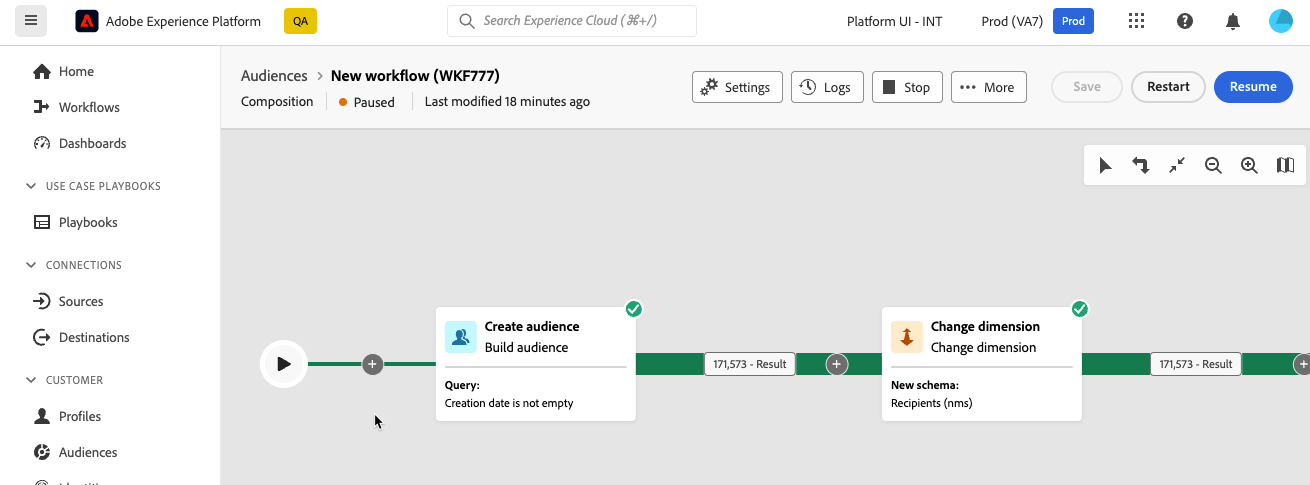 Adobe Experience Platform
QA
Search Experience Cloud (⌘+/)
Platform UI - INT
Prod (VA7)
Prod
Home
Workflows
Dashboards
USE CASE PLAYBOOKS
Playbooks
CONNECTIONS
Sources
Destinations
CUSTOMER
Profiles
Audiences
Audiences > New workflow (WKF777)
Composition
Paused
Last modified 18 minutes ago
Settings
Logs
Stop
More
Save
Restart
Resume
Create audience
Build audience
Query:
Creation date is not empty
171,573 - Result
Change dimension
Change dimension
New schema:
Recipients (nms)
171,573 - Result